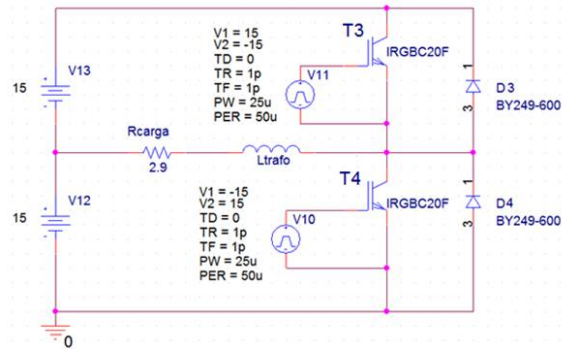 V1 = 15
V2 = -15
TD = 0
TR = 1p
TF = 1p
PW = 25u
PER = 50u
T3
IRGBC20F
V11
V13
15
1
3
D3
BY249-600
Rcarga
2.9
Ltrafo
T4
IRGBC20F
V1 = -15
V2 = 15
TD = 0
TR = 1p
TF = 1p
PW = 25u
PER = 50u
V10
V12
15
1
3
D4
BY249-600
0